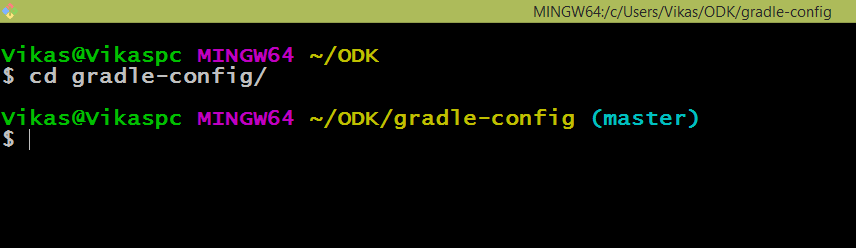 MINGW64:/c/Users/Vikas/ODK/gradle-config
Vikas@Vikaspc MINGW64 ~/ODK
$ cd gradle-config/
Vikas@Vikaspc MINGW64 ~/ODK/gradle-config (master)
$